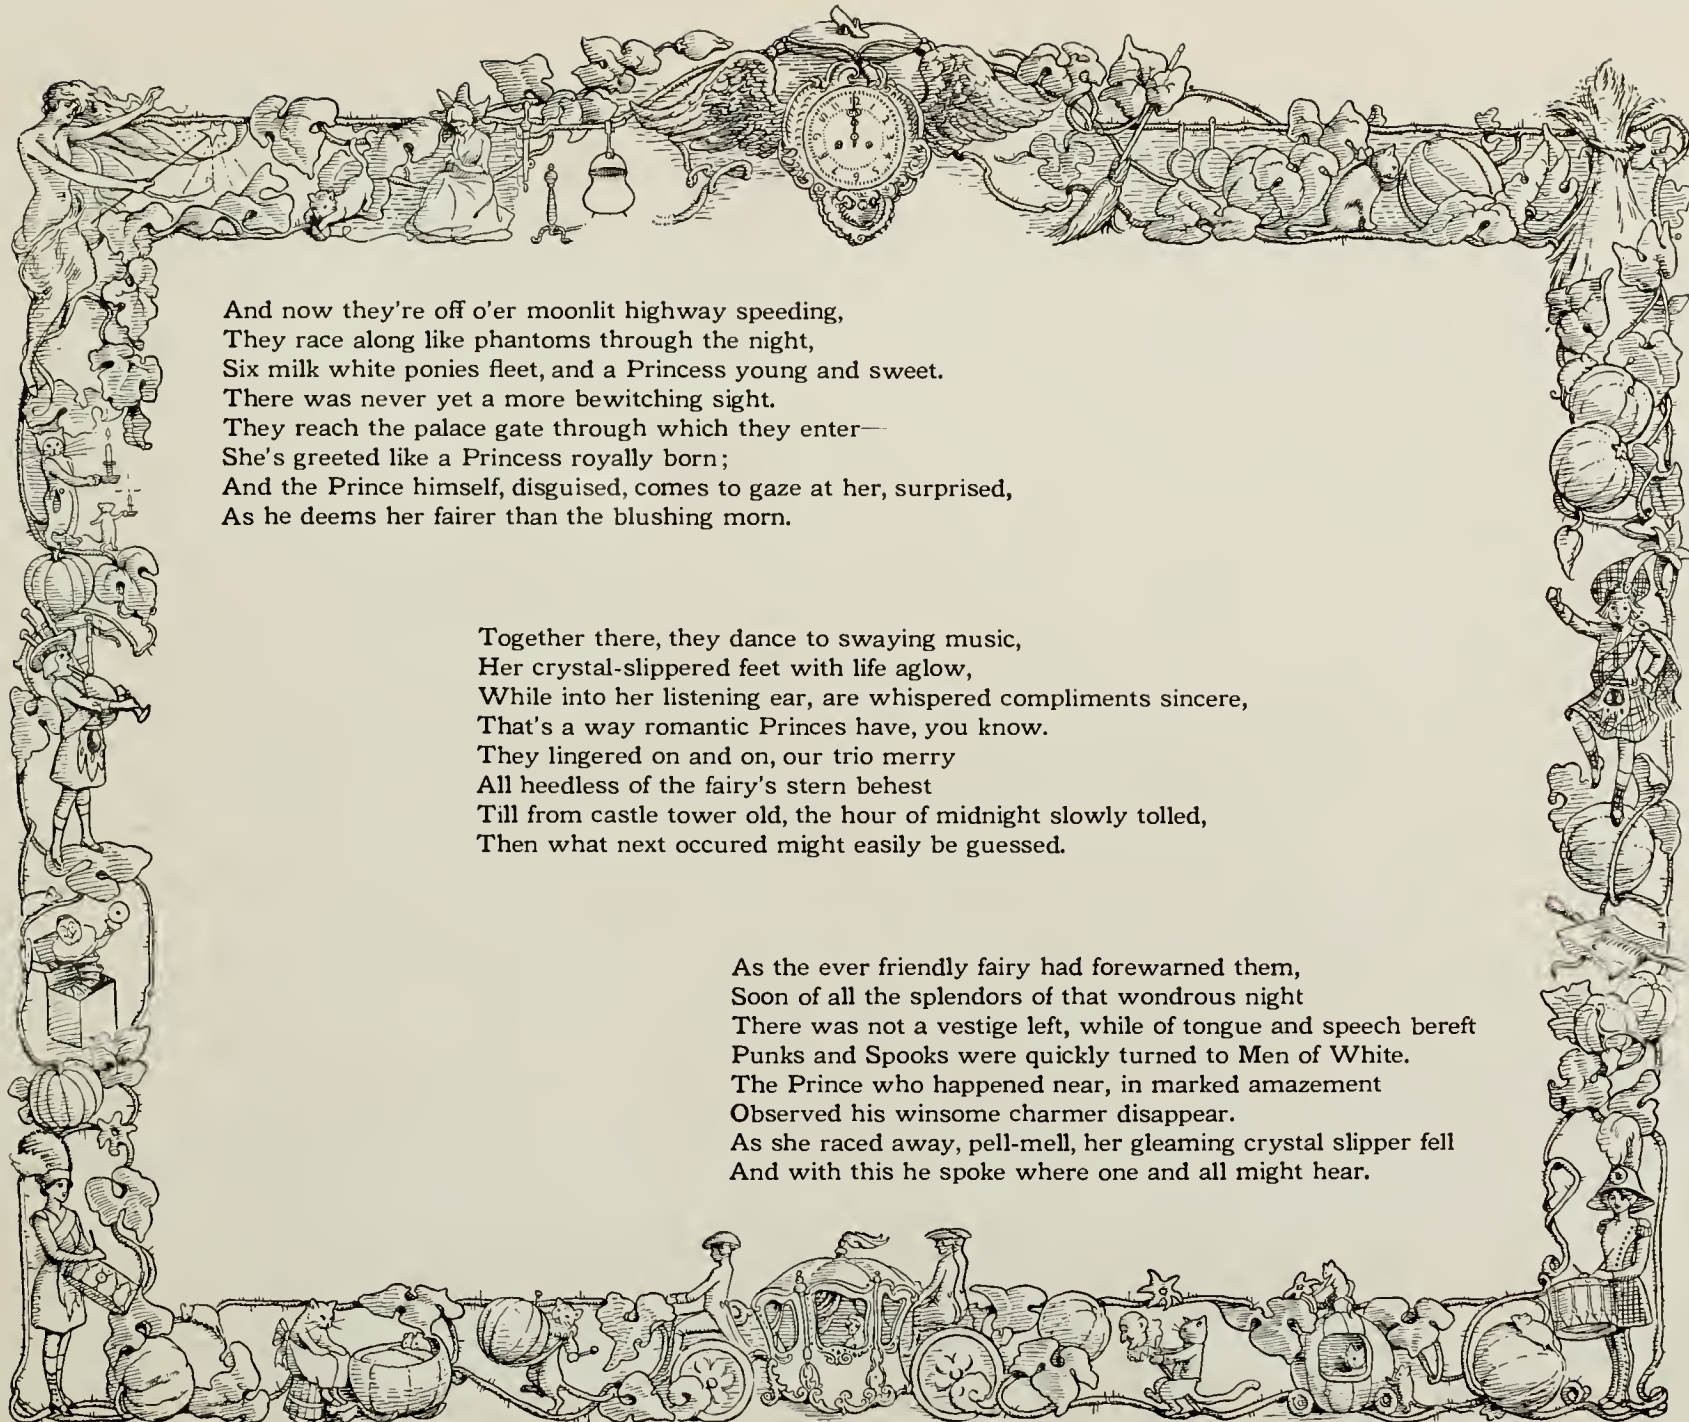 And now they're off o'er moonlit highway speeding,
They race along like phantoms through the night,
Six milk white ponies fleet, and a Princess young and sweet.
There was never yet a more bewitching sight.
They reach the palace gate through which they enter—
She's greeted like a Princess royally born;
And the Prince himself, disguised, comes to gaze at her, surprised,
As he deems her fairer than the blushing morn.
Together there, they dance to swaying music,
Her crystal-slippered feet with life aglow,
While into her listening ear, are whispered compliments sincere,
That's a way romantic Princes have, you know.
They lingered on and on, our trio merry
All heedless of the fairy's stern behest
Till from castle tower old, the hour of midnight slowly tolled,
Then what next occured might easily be guessed.
As the ever friendly fairy had forewarned them,
Soon of all the splendors of that wondrous night
There was not a vestige left, while of tongue and speech bereft
Punks and Spooks were quickly turned to Men of White.
The Prince who happened near, in marked amazement
Observed his winsome charmer disappear.
As she raced away, pell-mell, her gleaming crystal slipper fell
And with this he spoke where one and all might hear.